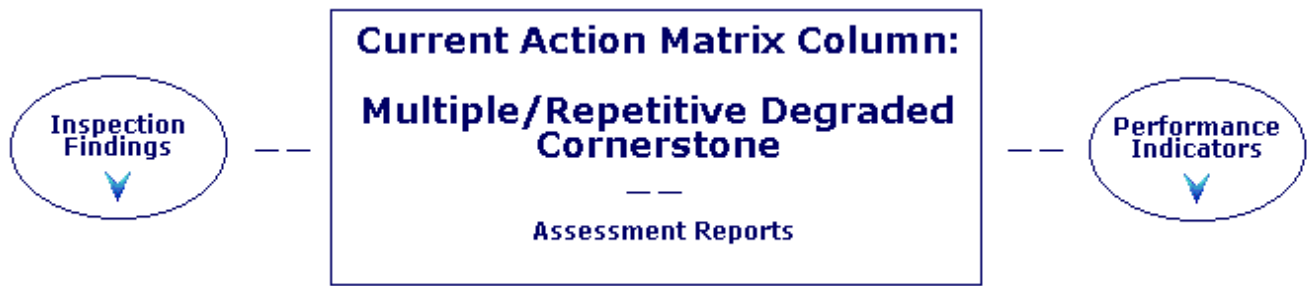 Current Action Matrix Column:
Multiple/Repetitive Degraded
Cornerstone
Assessment Reports
Inspection
Findings
Performance
Indicators